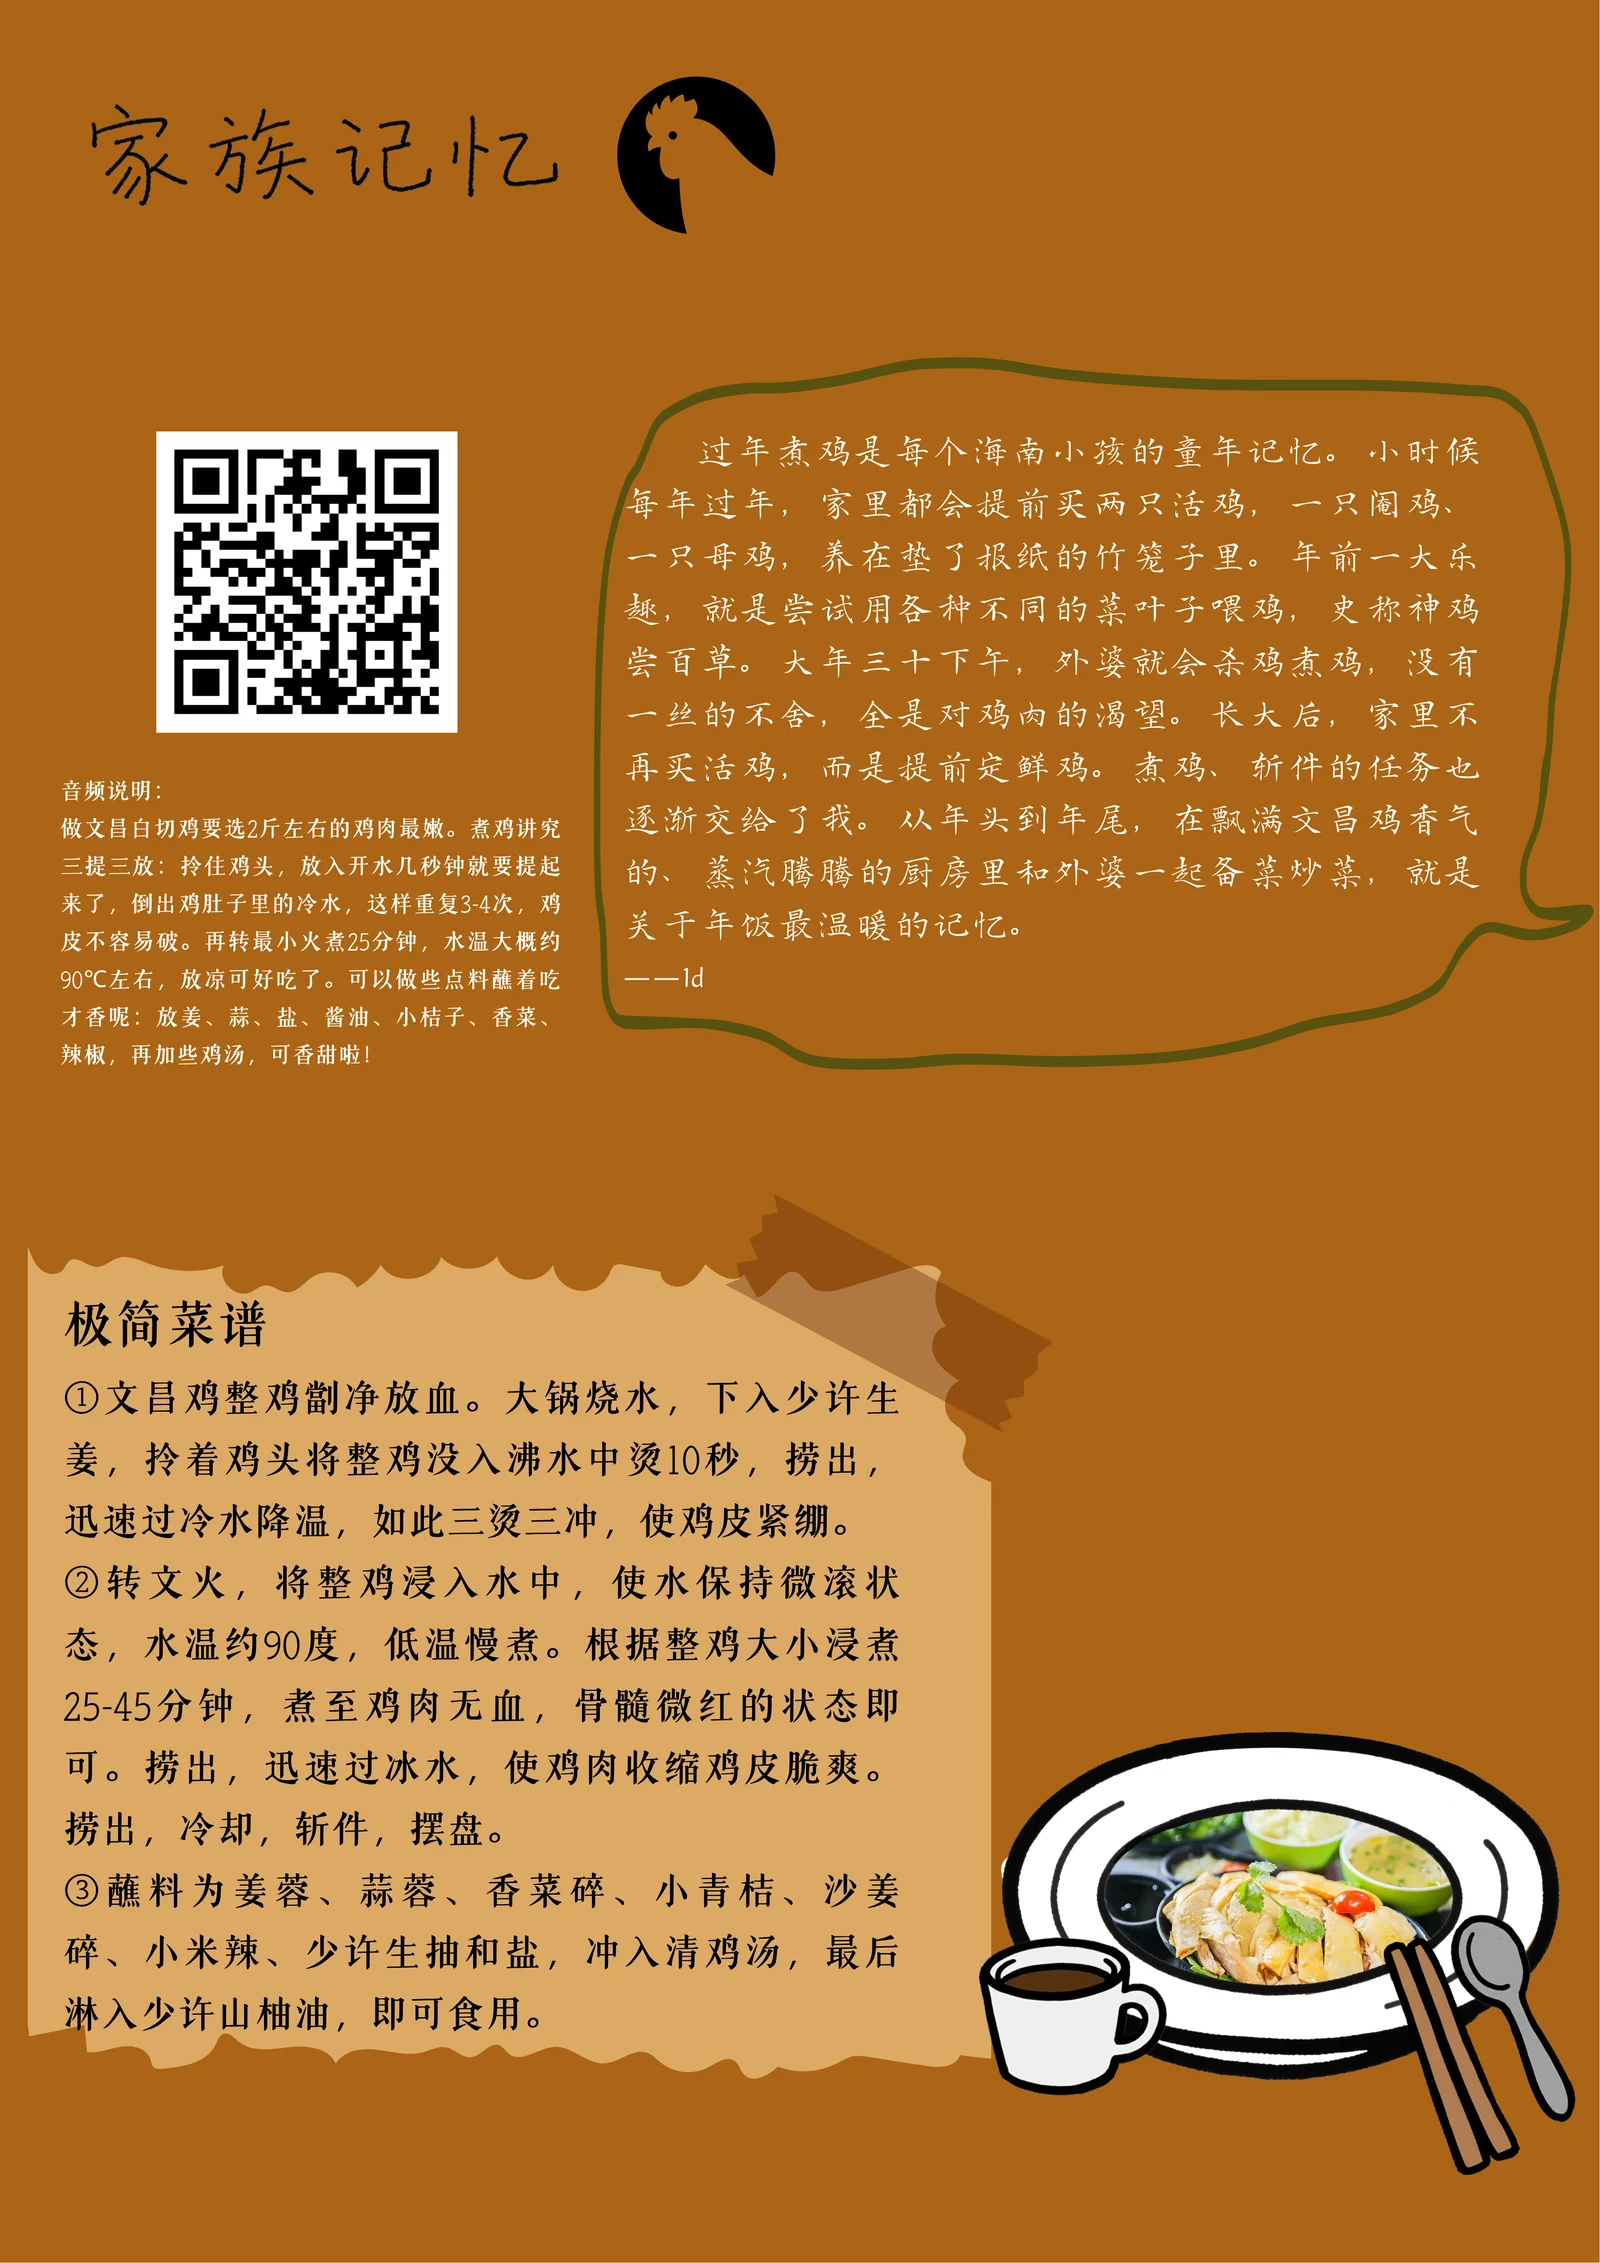 家族记忆
过年煮鸡是每个海南小孩的童年记忆。小时候
每年过年，家里都会提前买两只活鸡，一只阉鸡、
一只母鸡，养在垫了报纸的竹笼子里。年前一大乐
趣，就是尝试用各种不同的菜叶子喂鸡，史称神鸡
尝百草。大年三十下午，外婆就会杀鸡煮鸡，没有
一丝的不舍，全是对鸡肉的渴望。长大后，家里不
再买活鸡，而是提前定鲜鸡。煮鸡、斩件的任务也
逐渐交给了我。从年头到年尾，在飘满文昌鸡香气
的、蒸汽腾腾的厨房里和外婆一起备菜炒菜，就是
关于年饭最温暖的记忆。
——ld
音频说明：
做文昌白切鸡要选2斤左右的鸡肉最嫩。煮鸡讲究
三提三放：拎住鸡头，放入开水几秒钟就要提起
来了，倒出鸡肚子里的冷水，这样重复3-4次，鸡
皮不容易破。再转最小火煮25分钟，水温大概约
90℃左右，放凉可好吃了。可以做些点料蘸着吃
才香呢：放姜、蒜、盐、酱油、小桔子、香菜、
辣椒，再加些鸡汤，可香甜啦！
极简菜谱
①文昌鸡整鸡劏净放血。大锅烧水，下入少许生
姜，拎着鸡头将整鸡没入沸水中烫10秒，捞出，
迅速过冷水降温，如此三烫三冲，使鸡皮紧绷。
②转文火，将整鸡浸入水中，使水保持微滚状
态，水温约90度，低温慢煮。根据整鸡大小浸煮
25-45分钟，煮至鸡肉无血，骨髓微红的状态即
可。捞出，迅速过冰水，使鸡肉收缩鸡皮脆爽。
捞出，冷却，斩件，摆盘。
③蘸料为姜蓉、蒜蓉、香菜碎、小青桔、沙姜
碎、小米辣、少许生抽和盐，冲入清鸡汤，最后
淋入少许山柚油，即可食用。